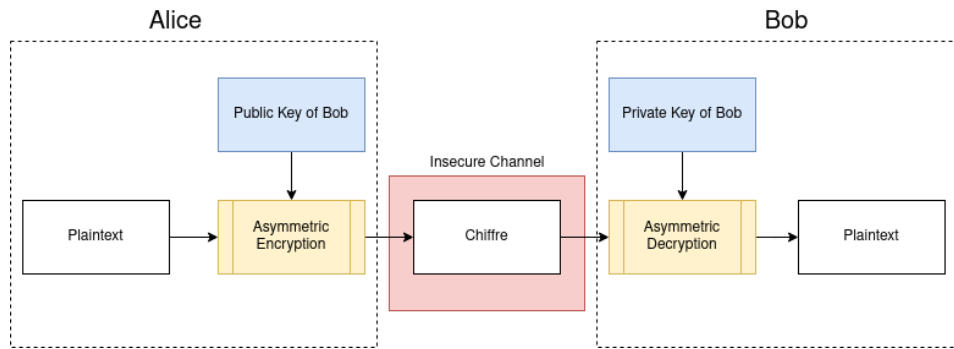 Alice
Bob
Public Key of Bob
Private Key of Bob
Insecure Channel
Plaintext
Asymmetric
Encryption
Chiffre
Asymmetric
Decryption
Plaintext